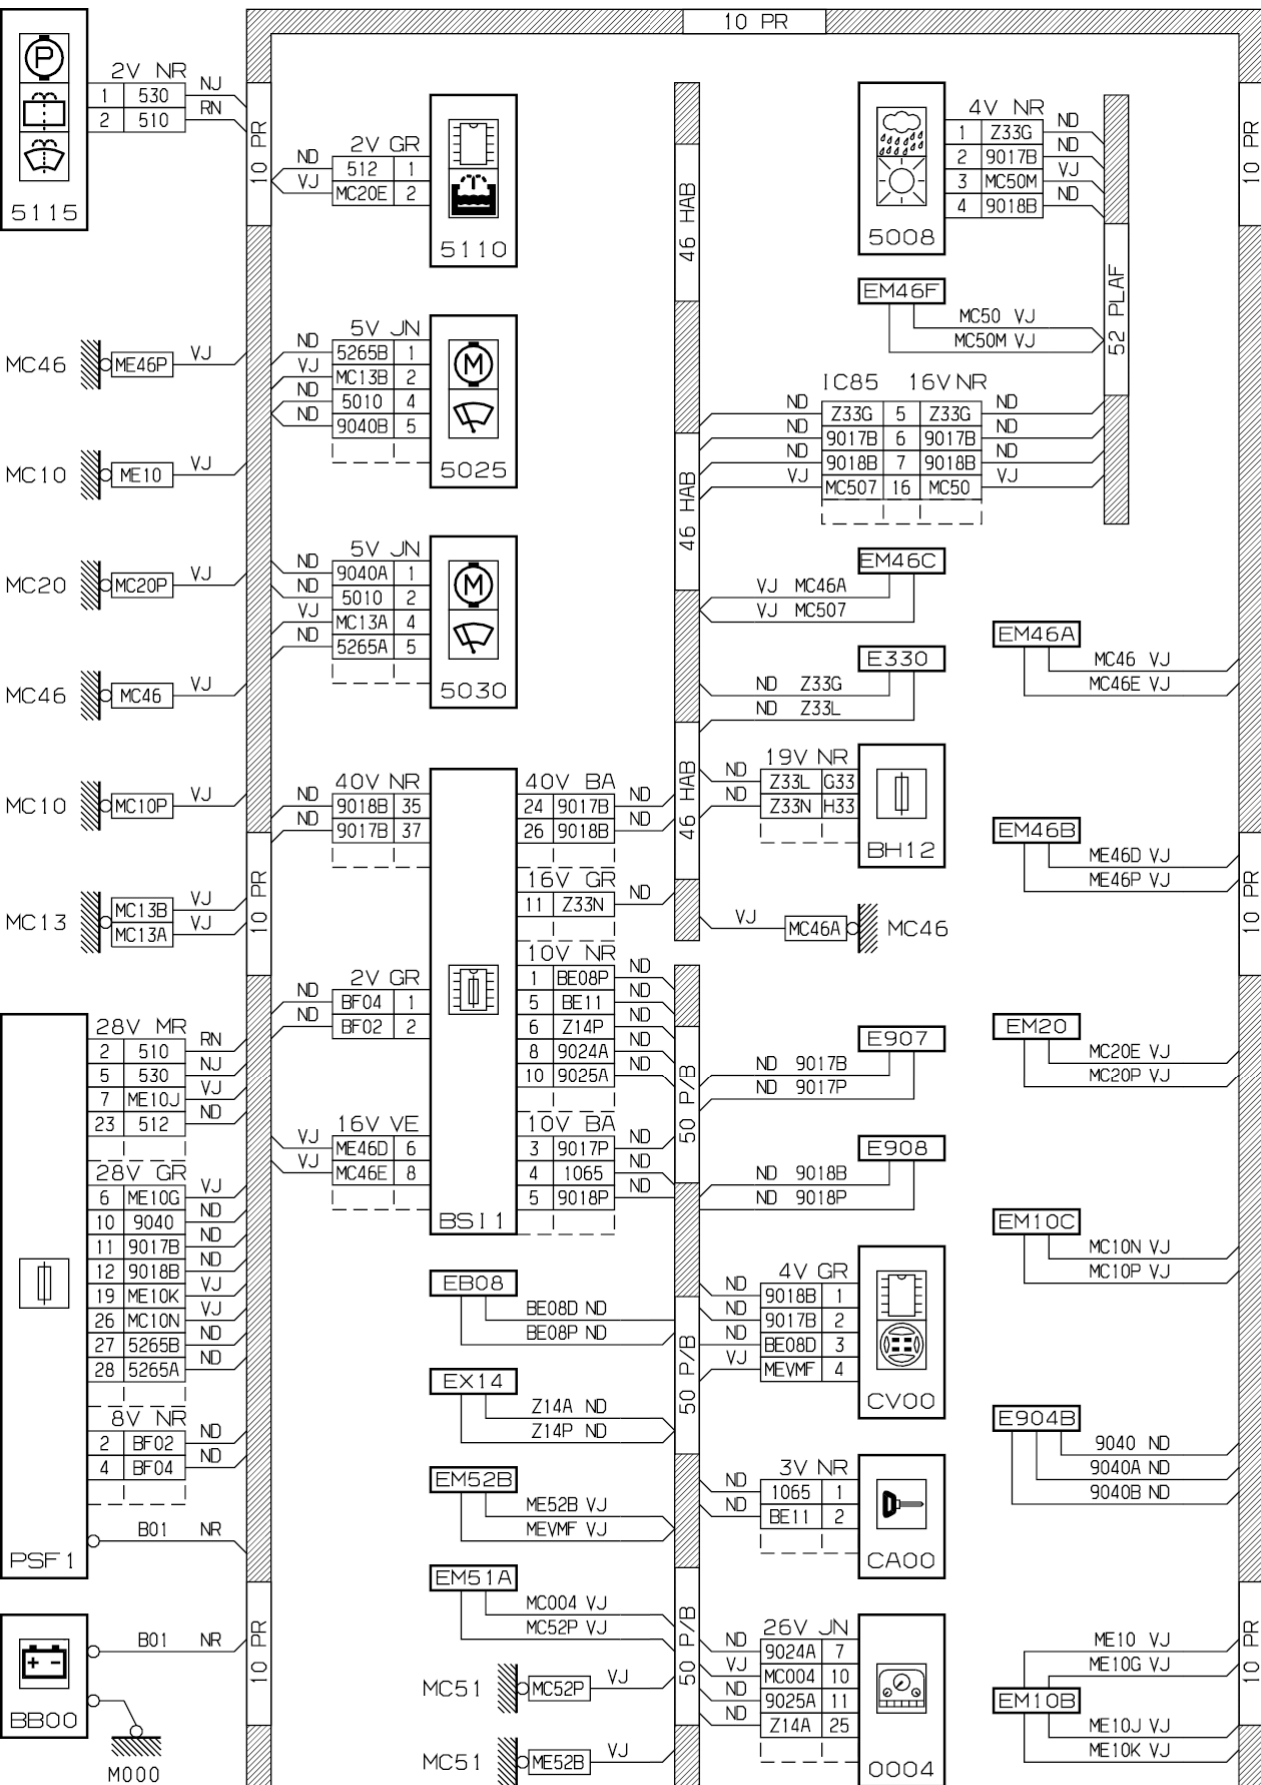 10 PR
5115
2V NR
1 530 NJ
2 510 RN
10 PR
MC46 ME46P VJ
MC10 ME10 VJ
MC20 MC20P VJ
MC46 MC46 VJ
MC10 MC10P VJ
MC13 MC13B VJ
MC13A VJ
10 PR
28V MR
2 510 RN
5 530 NJ
7 ME10J VJ
23 512 ND
28V GR
6 ME10G VJ
10 9040 ND
11 9017B ND
12 9018B ND
19 ME10K VJ
26 MC10N VJ
27 5265B ND
28 5265A ND
8V NR
2 BF02 ND
4 BF04 ND
B01 NR
PSF1
B01 NR
BB00
M000
10 PR
2V GR
ND 512 1
VJ MC20E 2
5110
5V JN
ND 5265B 1
VJ MC13B 2
ND 5010 4
ND 9040B 5
M
5025
5V JN
ND 9040A 1
ND 5010 2
VJ MC13A 4
ND 5265A 5
M
5030
40V NR
ND 9018B 35
ND 9017B 37
2V GR
ND BF04 1
ND BF02 2
16V VE
VJ ME46D 6
VJ MC46E 8
BSI1
40V BA
24 9017B ND
26 9018B ND
16V GR
11 Z33N ND
10V NR
1 BE08P ND
5 BE11 ND
6 Z14P ND
8 9024A ND
10 9025A ND
10V BA
3 9017P ND
4 1065 ND
5 9018P ND
EB08
BE08D ND
BE08P ND
EX14
Z14A ND
Z14P ND
EM52B
ME52B VJ
MEVMF VJ
EM51A
MC004 VJ
MC52P VJ
MC51 MC52P VJ
MC51 ME52B VJ
46 HAB
46 HAB
46 HAB
50 P/B
50 P/B
50 P/B
5008
4V NR
1 Z33G ND
2 9017B ND
3 MC50M VJ
4 9018B ND
52 PLAF
EM46F
MC50 VJ
MC50M VJ
IC85 16V NR
ND Z33G 5 Z33G ND
ND 9017B 6 9017B ND
ND 9018B 7 9018B ND
VJ MC507 16 MC50 VJ
EM46C
VJ MC46A
VJ MC507
E330
ND Z33G
ND Z33L
19V NR
ND Z33L G33
ND Z33N H33
BH12
VJ MC46A MC46
E907
ND 9017B
ND 9017P
E908
ND 9018B
ND 9018P
4V GR
ND 9018B 1
ND 9017B 2
ND BE08D 3
VJ MEVMF 4
CV00
3V NR
ND 1065 1
ND BE11 2
CA00
26V JN
ND 9024A 7
VJ MC004 10
ND 9025A 11
ND Z14A 25
0004
10 PR
EM46A
MC46 VJ
MC46E VJ
EM46B
ME46D VJ
ME46P VJ
10 PR
EM20
MC20E VJ
MC20P VJ
EM10C
MC10N VJ
MC10P VJ
E904B
9040 ND
9040A ND
9040B ND
ME10 VJ
ME10G VJ
EM10B
ME10J VJ
ME10K VJ
10 PR
P